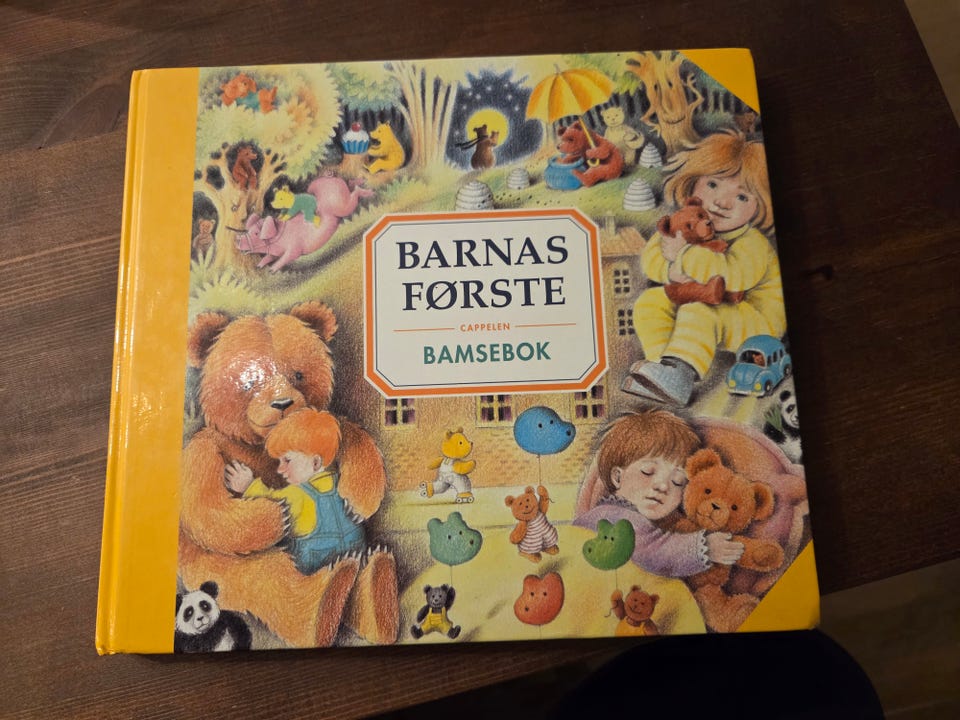 BARNAS
FØRSTE
CAPPELEN
BAMSEBOK